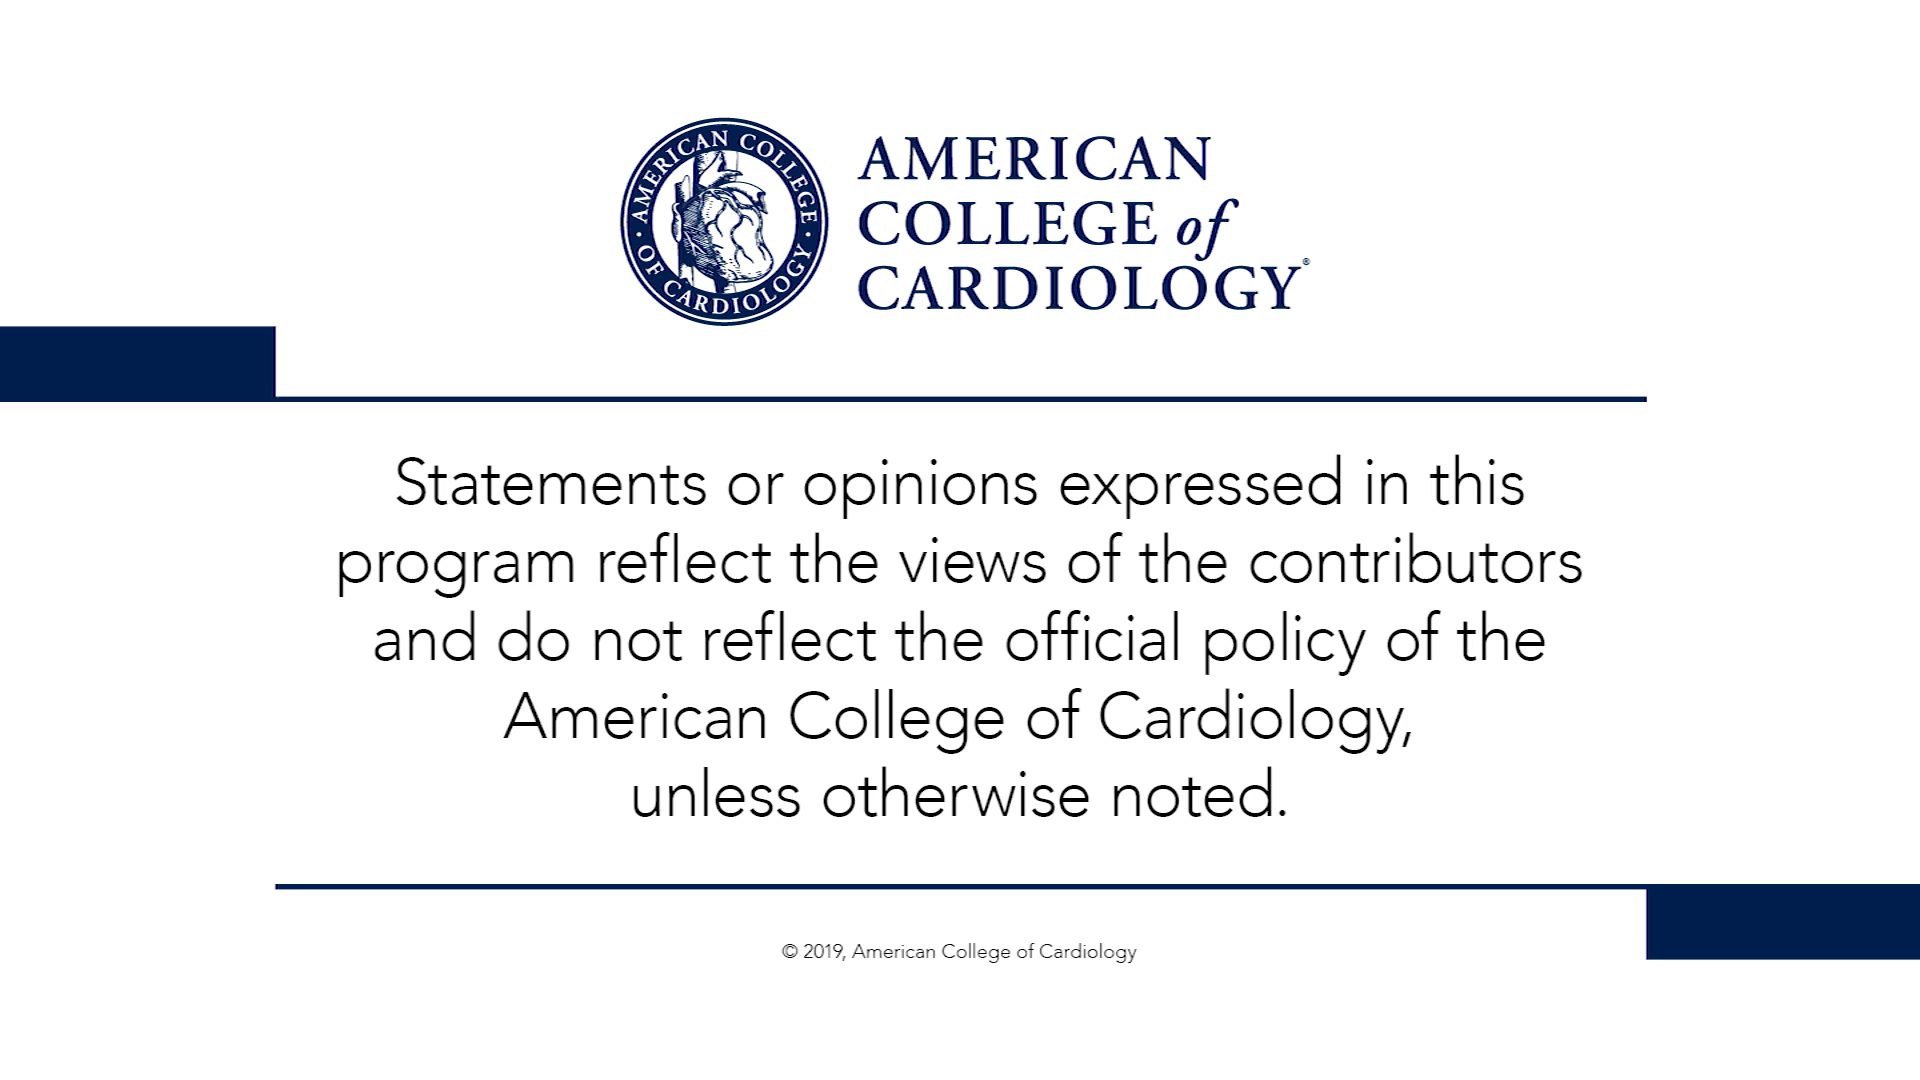 AMERICAN COLLEGE
· OF CARDIOLOGY ·
AMERICAN
COLLEGE of
CARDIOLOGY®
Statements or opinions expressed in this
program reflect the views of the contributors
and do not reflect the official policy of the
American College of Cardiology,
unless otherwise noted.
© 2019, American College of Cardiology